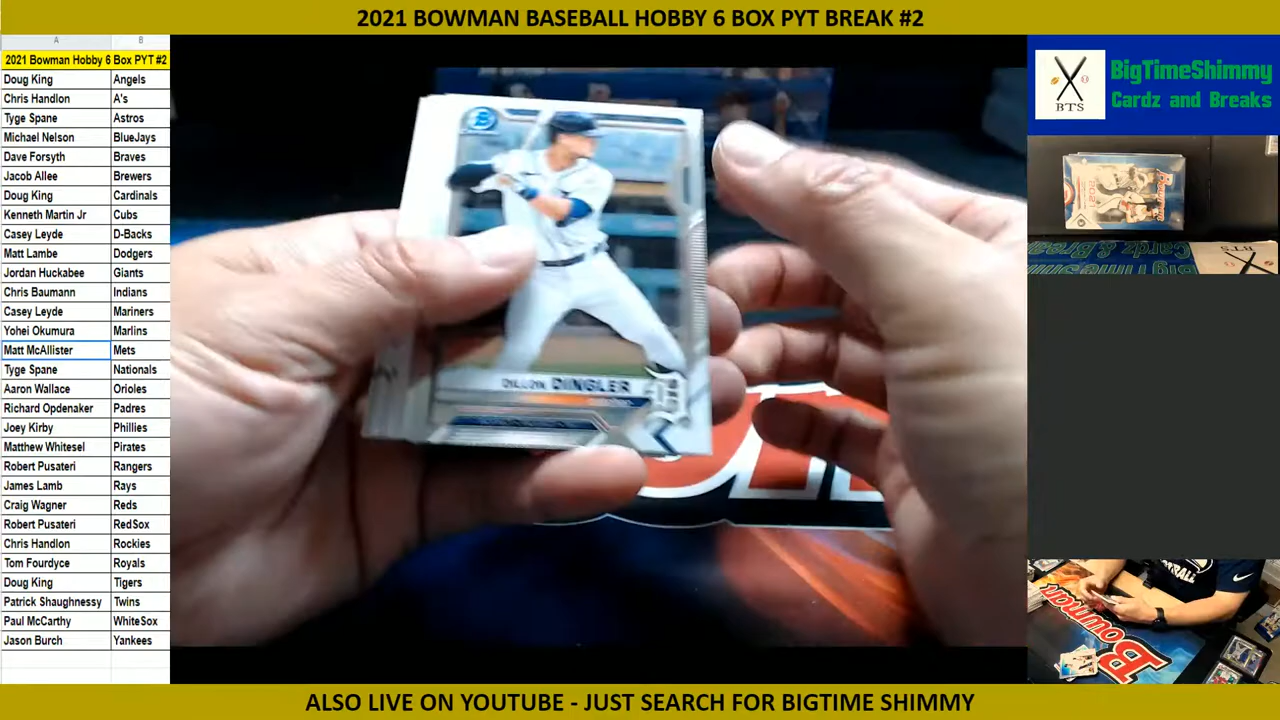 2021 BOWMAN BASEBALL HOBBY 6 BOX PYT BREAK #2
A B
2021 Bowman Hobby 6 Box PYT #2
Doug King Angels
Chris Handlon A's
Tyge Spane Astros
Michael Nelson BlueJays
Dave Forsyth Braves
Jacob Allee Brewers
Doug King Cardinals
Kenneth Martin Jr Cubs
Casey Leyde D-Backs
Matt Lambe Dodgers
Jordan Huckabee Giants
Chris Baumann Indians
Casey Leyde Mariners
Yohei Okumura Marlins
Matt McAllister Mets
Tyge Spane Nationals
Aaron Wallace Orioles
Richard Opdenaker Padres
Joey Kirby Phillies
Matthew Whitesel Pirates
Robert Pusateri Rangers
James Lamb Rays
Craig Wagner Reds
Robert Pusateri RedSox
Chris Handlon Rockies
Tom Fourdyce Royals
Doug King Tigers
Patrick Shaughnessy Twins
Paul McCarthy WhiteSox
Jason Burch Yankees
DILLON DINGLER
BTS
BigTimeShimmy
Cardz and Breaks
2021
Bowman
Cardz & Breaks
BTS
Bowman
ALSO LIVE ON YOUTUBE - JUST SEARCH FOR BIGTIME SHIMMY